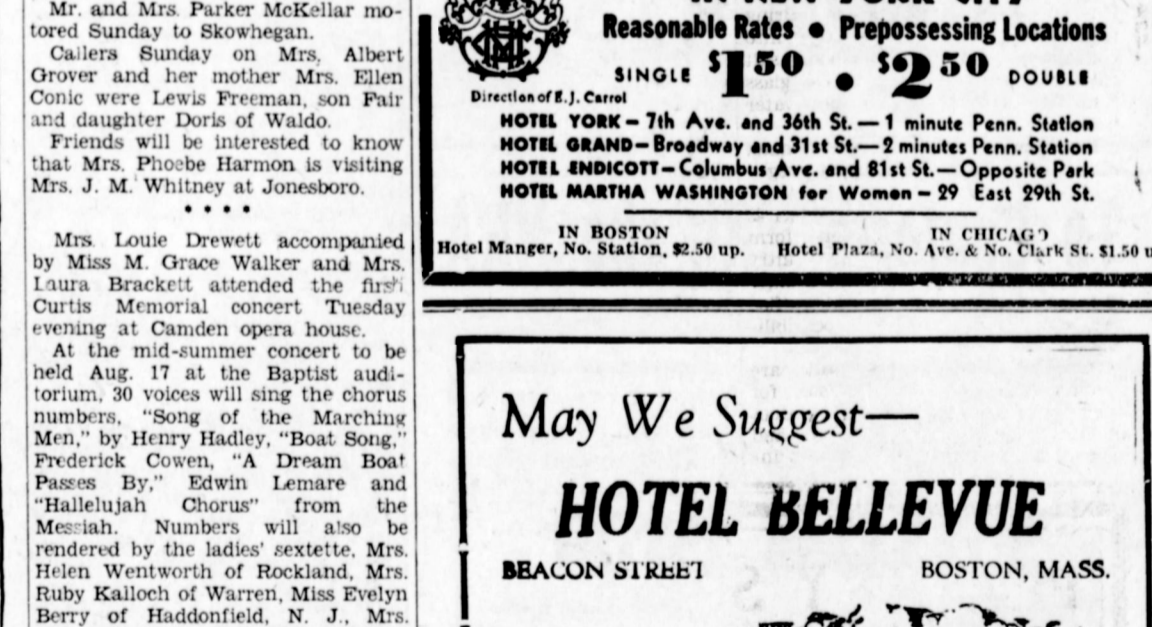 Mr. and Mrs. Parker McKellar mo-
tored Sunday to Skowhegan.
Callers Sunday on Mrs. Albert
Grover and her mother Mrs. Ellen
Conic were Lewis Freeman, son Fair
and daughter Doris of Waldo.
Friends will be interested to know
that Mrs. Phoebe Harmon is visiting
Mrs. J. M. Whitney at Jonesboro.
* * * *
Mrs. Louie Drewett accompanied
by Miss M. Grace Walker and Mrs.
Laura Brackett attended the first
Curtis Memorial concert Tuesday
evening at Camden opera house.
At the mid-summer concert to be
held Aug. 17 at the Baptist audi-
torium, 30 voices will sing the chorus
numbers, "Song of the Marching
Men," by Henry Hadley, "Boat Song,"
Frederick Cowen, "A Dream Boat
Passes By," Edwin Lemare and
"Hallelujah Chorus" from the
Messiah. Numbers will also be
rendered by the ladies' sextette, Mrs.
Helen Wentworth of Rockland, Mrs.
Ruby Kalloch of Warren, Miss Evelyn
Berry of Haddonfield, N. J., Mrs.
IN NEW YORK CITY
Reasonable Rates • Prepossessing Locations
SINGLE $1.50 • $2.50 DOUBLE
Direction of E. J. Carrol
HOTEL YORK – 7th Ave. and 36th St. — 1 minute Penn. Station
HOTEL GRAND – Broadway and 31st St. — 2 minutes Penn. Station
HOTEL ENDICOTT – Columbus Ave. and 81st St. — Opposite Park
HOTEL MARTHA WASHINGTON for Women – 29 East 29th St.
IN BOSTON IN CHICAGO
Hotel Manger, No. Station, $2.50 up. Hotel Plaza, No. Ave. & No. Clark St. $1.50 u
May We Suggest—
HOTEL BELLEVUE
BEACON STREET BOSTON, MASS.